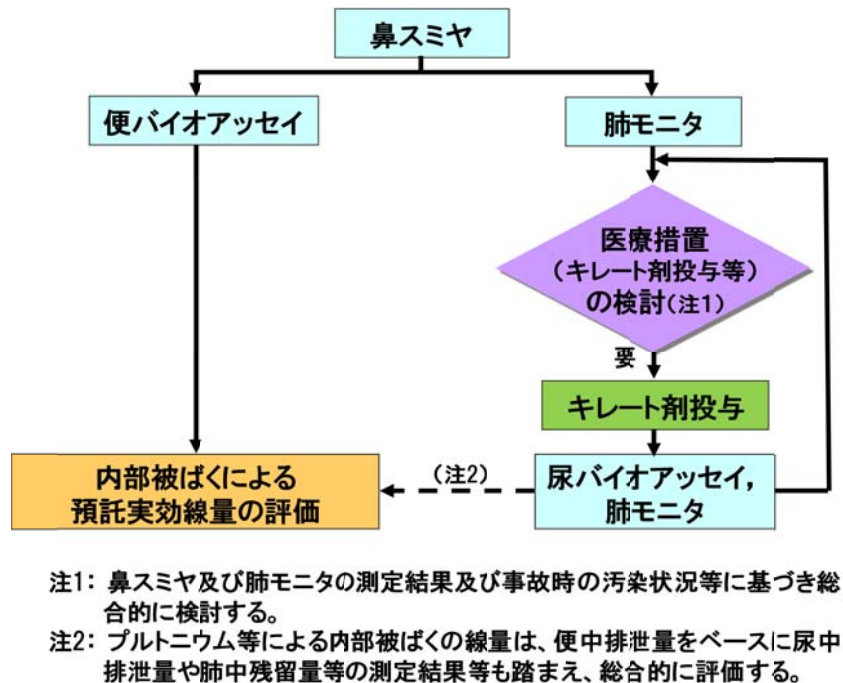 鼻スミヤ
便バイオアッセイ
肺モニタ
医療措置
（キレート剤投与等）
の検討（注1）
要
キレート剤投与
内部被ばくによる
預託実効線量の評価
（注2）
尿バイオアッセイ，
肺モニタ
注1： 鼻スミヤ及び肺モニタの測定結果及び事故時の汚染状況等に基づき総
合的に検討する。
注2： プルトニウム等による内部被ばくの線量は、便中排泄量をベースに尿中
排泄量や肺中残留量等の測定結果等も踏まえ、総合的に評価する。